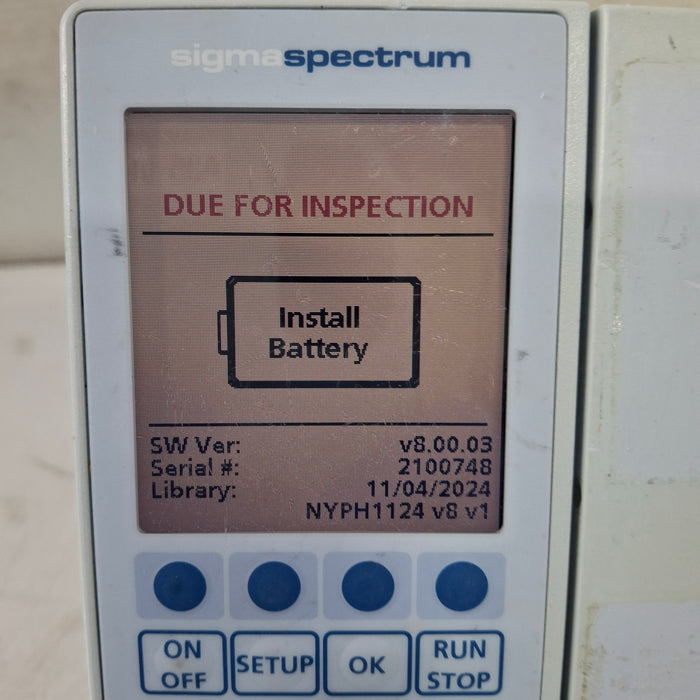 sigmaspectrum
DUE FOR INSPECTION
Install
Battery
SW Ver: v8.00.03
Serial #: 2100748
Library: 11/04/2024
NYPH1124 v8 v1
ON
OFF
SETUP
OK
RUN
STOP